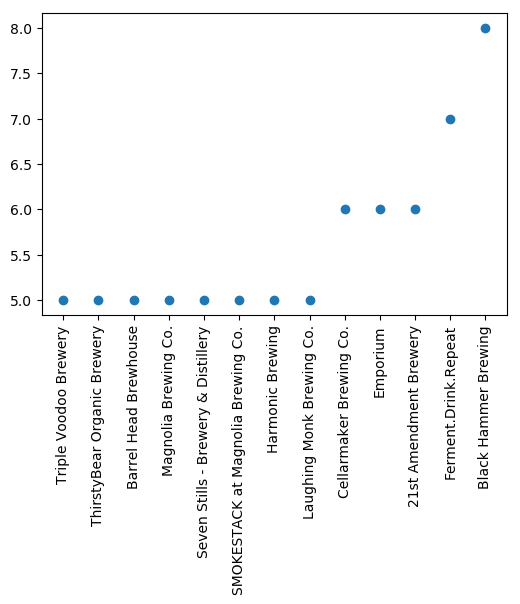 8.0
7.5
7.0
6.5
6.0
5.5
5.0
Triple Voodoo Brewery
ThirstyBear Organic Brewery
Barrel Head Brewhouse
Magnolia Brewing Co.
Seven Stills - Brewery & Distillery
SMOKESTACK at Magnolia Brewing Co.
Harmonic Brewing
Laughing Monk Brewing Co.
Cellarmaker Brewing Co.
Emporium
21st Amendment Brewery
Ferment.Drink.Repeat
Black Hammer Brewing